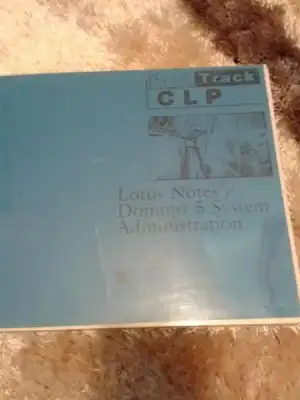 Track
CLP
Lotus Notes /
Domino 5 System
Administration